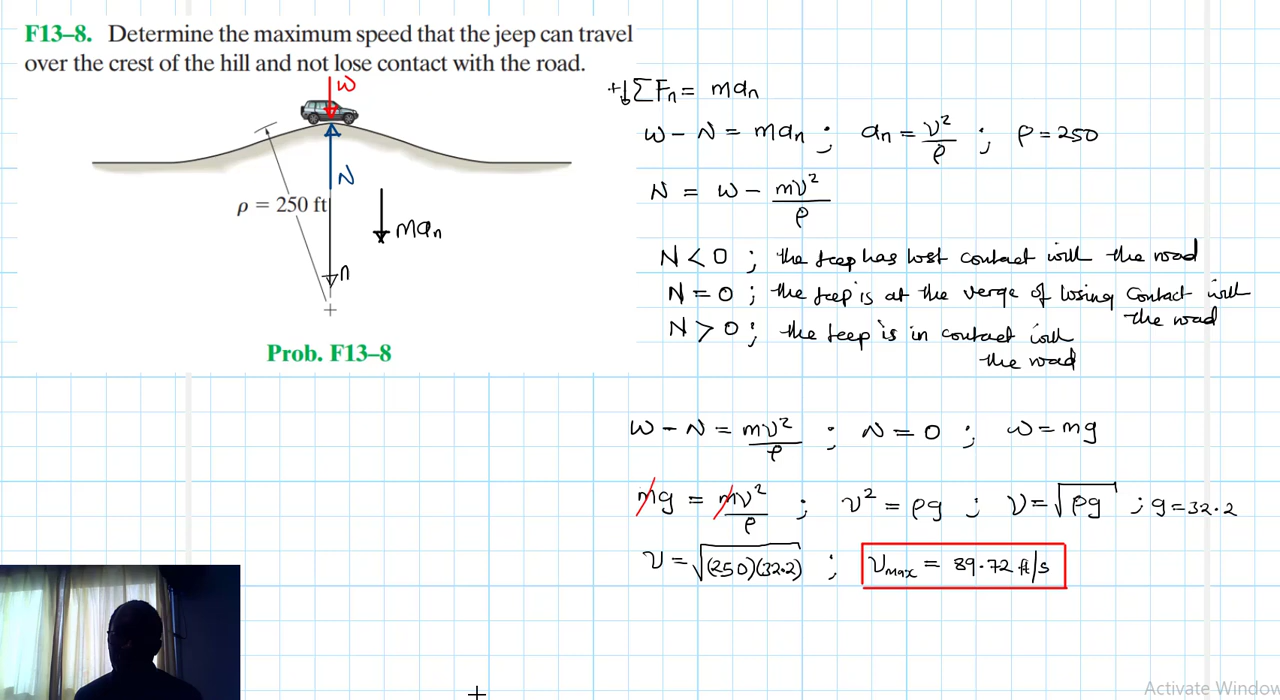 F13–8. Determine the maximum speed that the jeep can travel
over the crest of the hill and not lose contact with the road.
W
N
ρ = 250 ft
man
n
Prob. F13–8
+↓ΣFn = man
W − N = man ; an = v²/ρ ; ρ = 250
N = W − mv²/ρ
N < 0 ; the jeep has lost contact with the road
N = 0 ; the jeep is at the verge of losing contact with
the road
N > 0 ; the jeep is in contact with
the road
W − N = mv²/ρ ; N = 0 ; W = mg
mg = mv²/ρ ; v² = ρg ; v = √ρg ; g = 32.2
v = √(250)(32.2) ; vmax = 89.72 ft/s
Activate Window